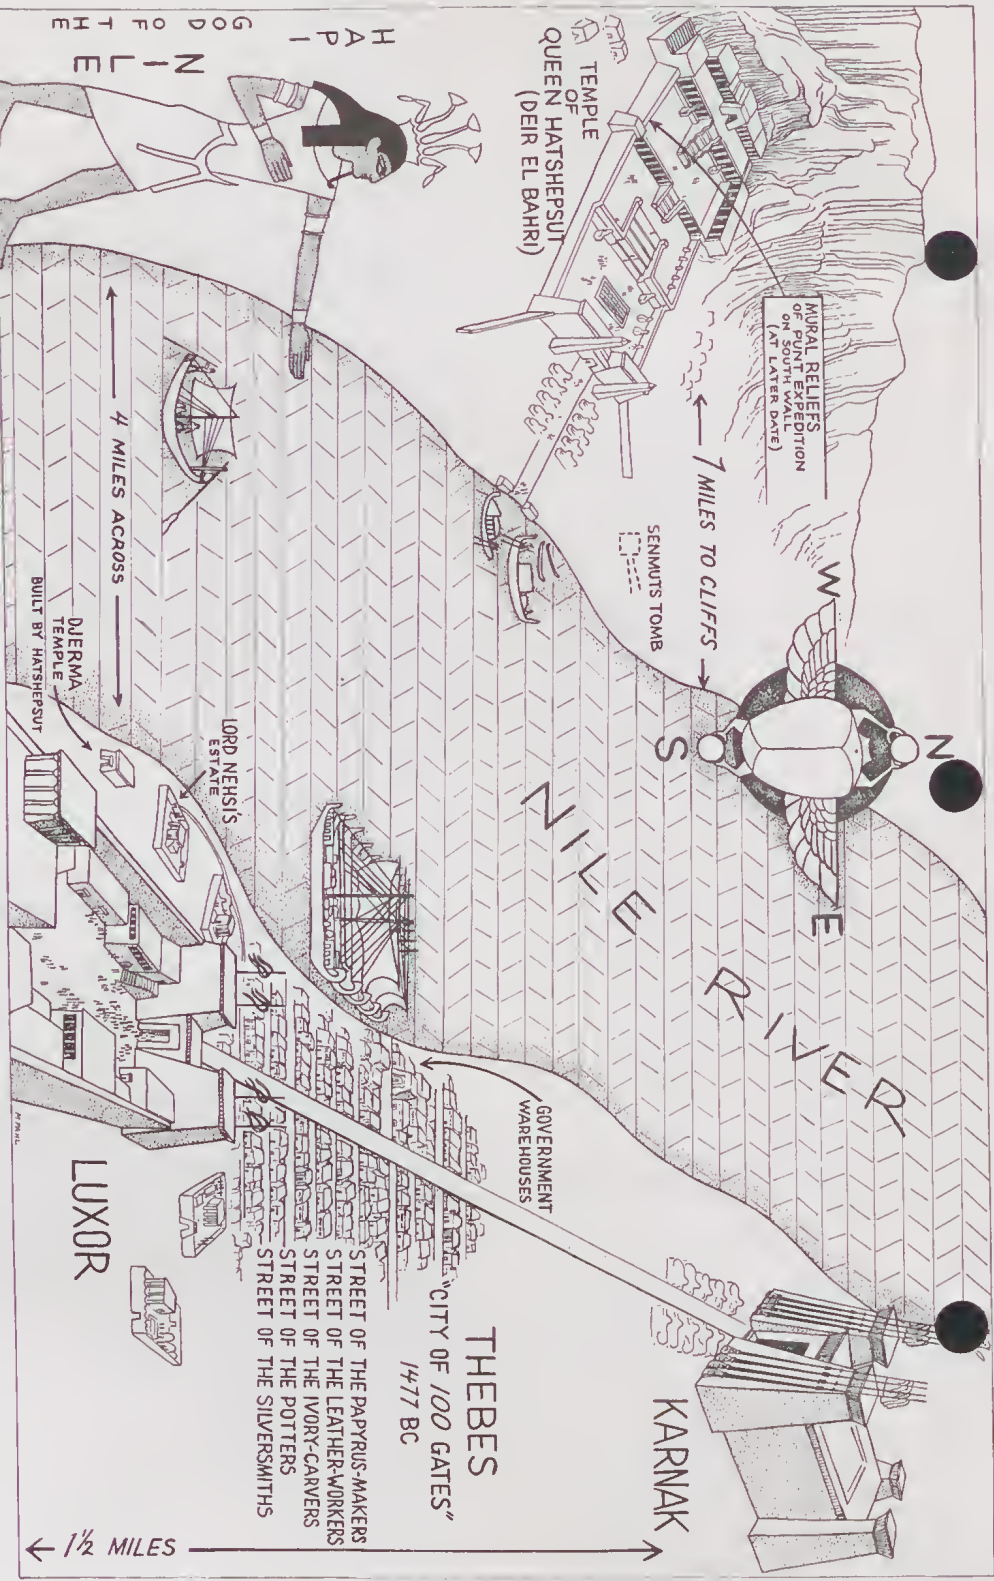 HAPI
GOD OF THE
NILE
TEMPLE
OF
QUEEN HATSHEPSUT
(DEIR EL BAHRI)
MURAL RELIEFS
OF PUNT EXPEDITION
ON SOUTH WALL
(AT LATER DATE)
7 MILES TO CLIFFS
SENMUTS TOMB
W
N
S
E
4 MILES ACROSS
NILE RIVER
DJERMA
TEMPLE
BUILT BY HATSHEPSUT
LORD NEHSI'S
ESTATE
GOVERNMENT
WAREHOUSES
KARNAK
THEBES
"CITY OF 100 GATES"
1477 BC
STREET OF THE PAPYRUS-MAKERS
STREET OF THE LEATHER-WORKERS
STREET OF THE IVORY-CARVERS
STREET OF THE POTTERS
STREET OF THE SILVERSMITHS
LUXOR
M PAHL
1½ MILES